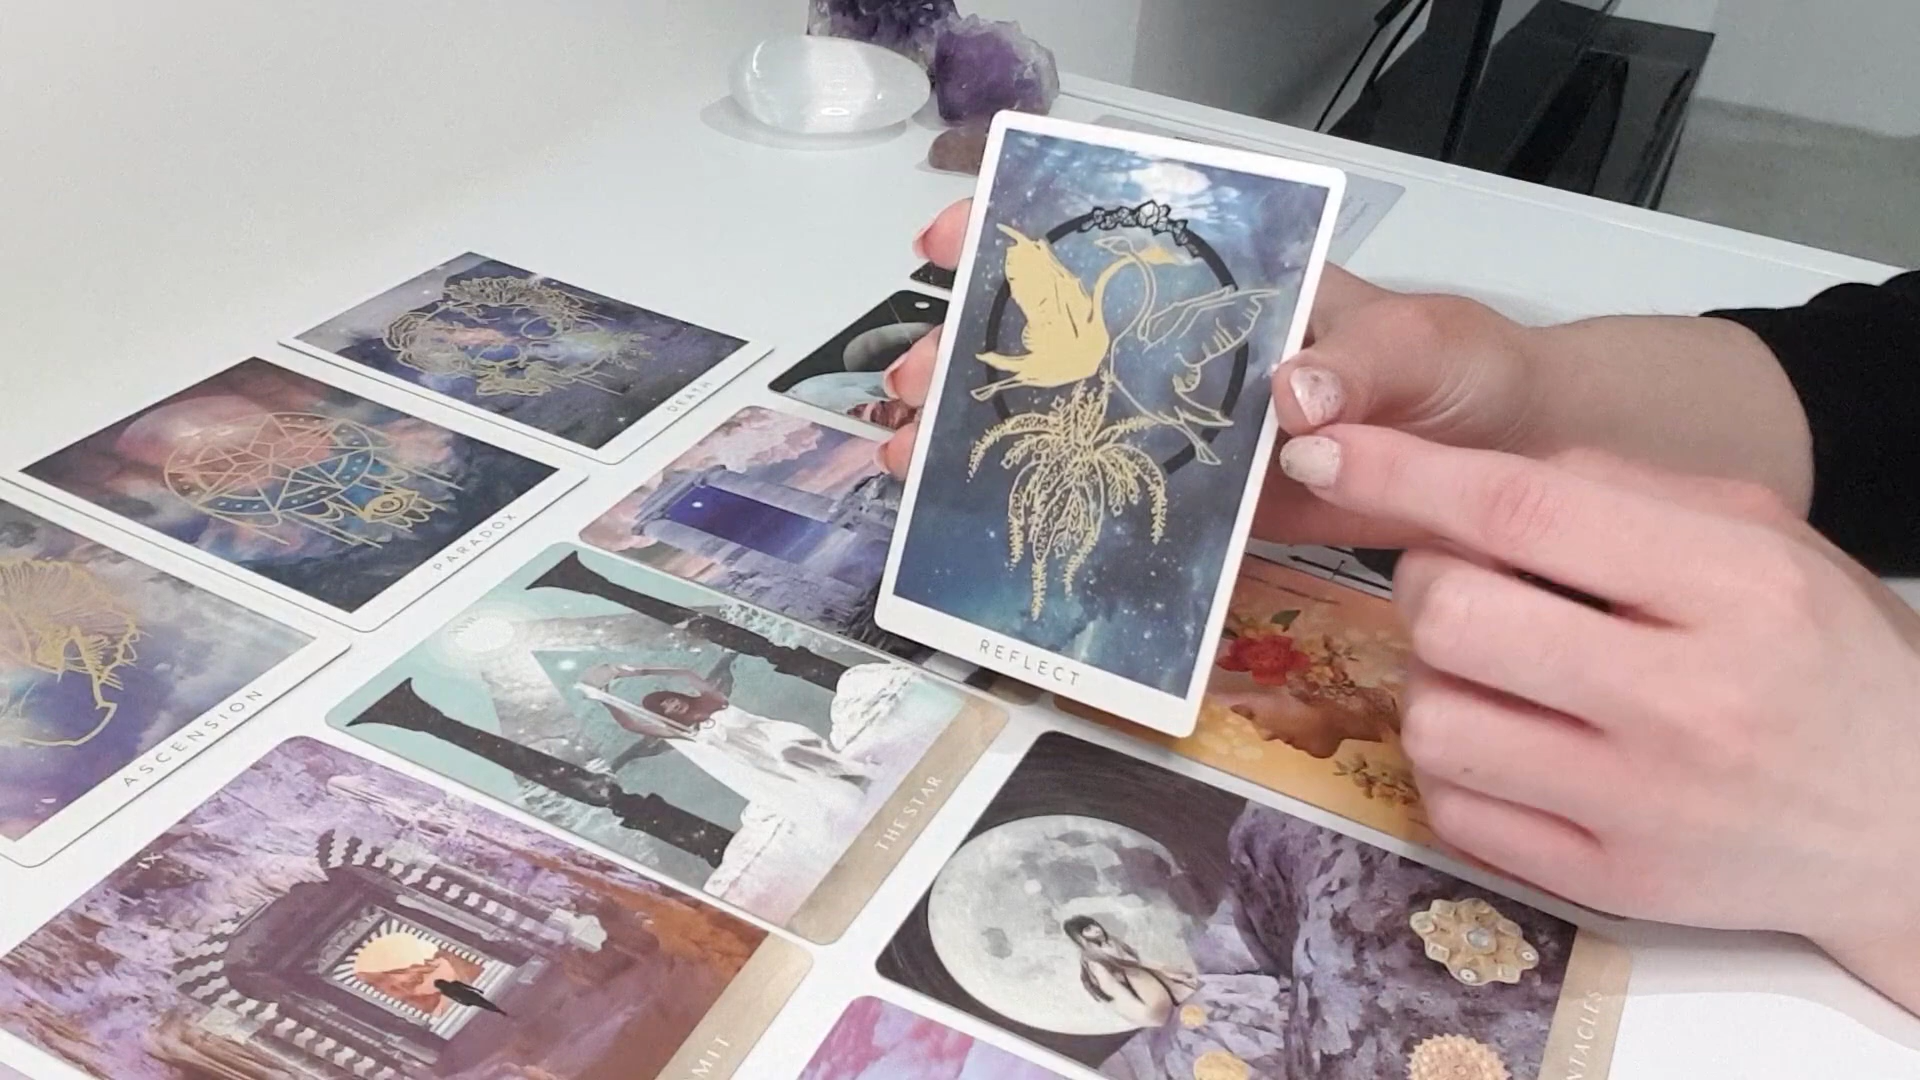 DEATH
PARADOX
ASCENSION
REFLECT
THE STAR
IX
MIT
NTACLES